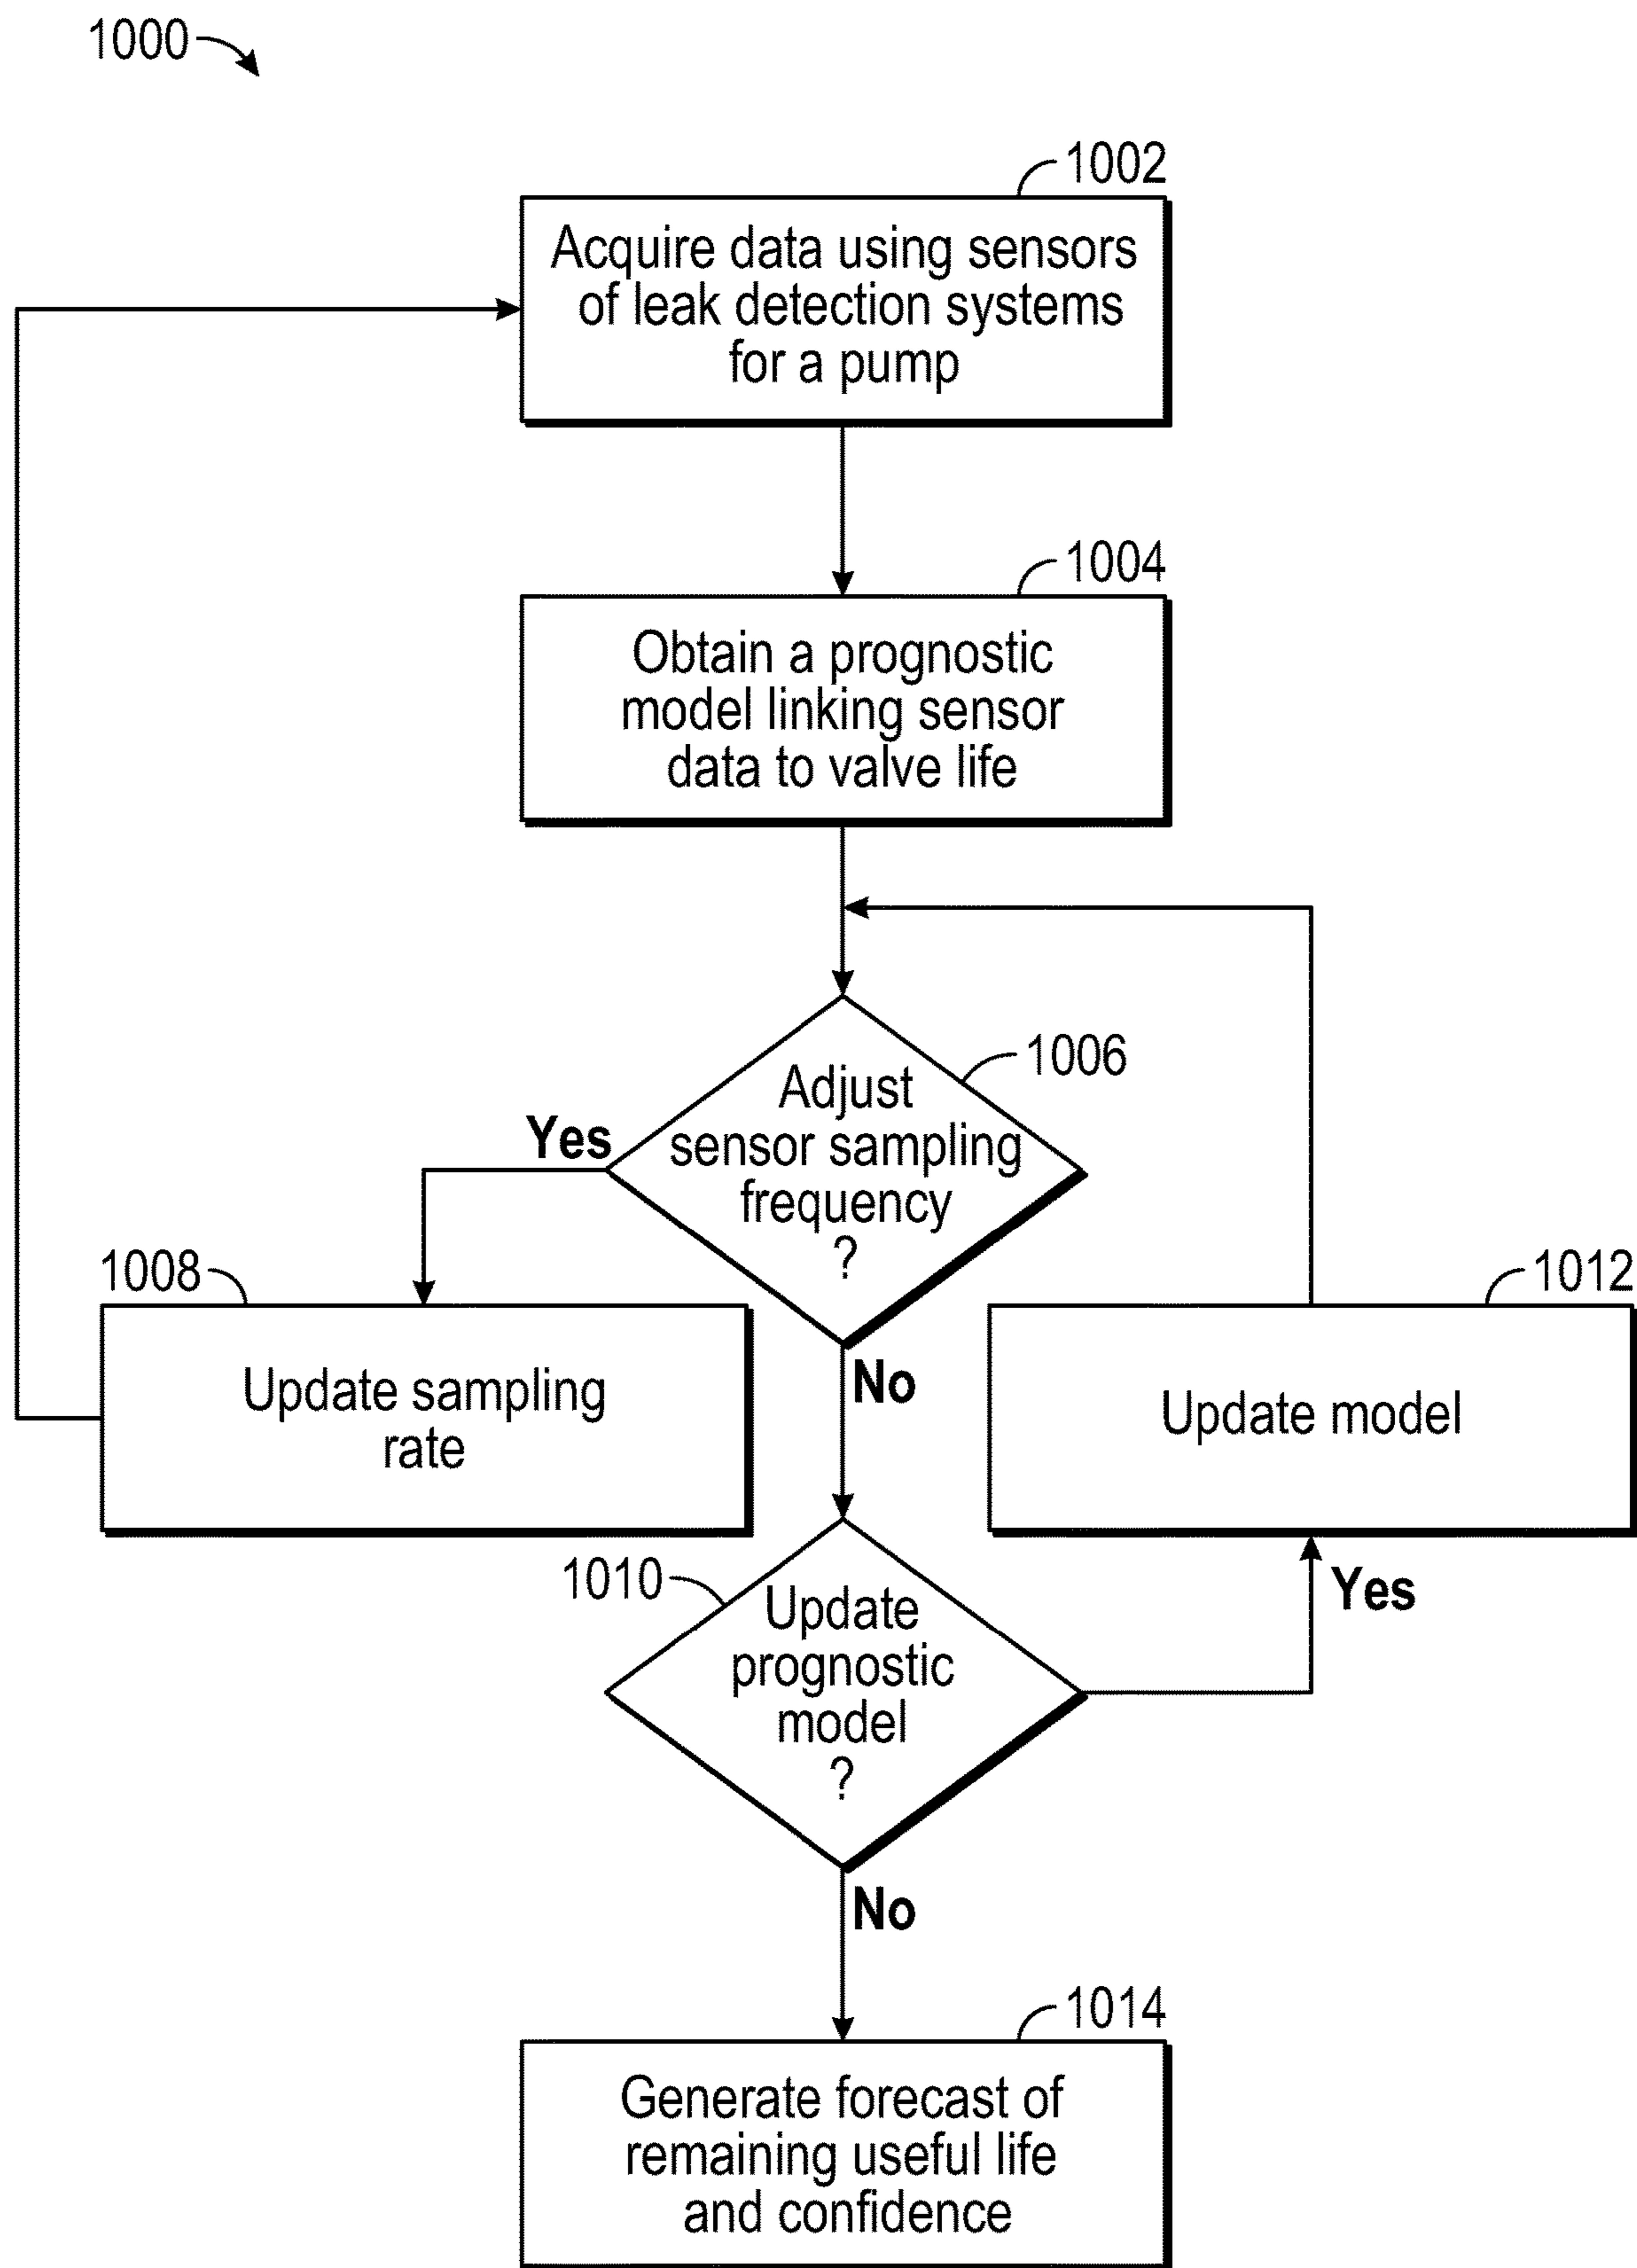 1000
1002
Acquire data using sensors
of leak detection systems
for a pump
1004
Obtain a prognostic
model linking sensor
data to valve life
1006
Adjust
sensor sampling
frequency
?
Yes
No
1008
Update sampling
rate
1012
Update model
1010
Update
prognostic
model
?
Yes
No
1014
Generate forecast of
remaining useful life
and confidence